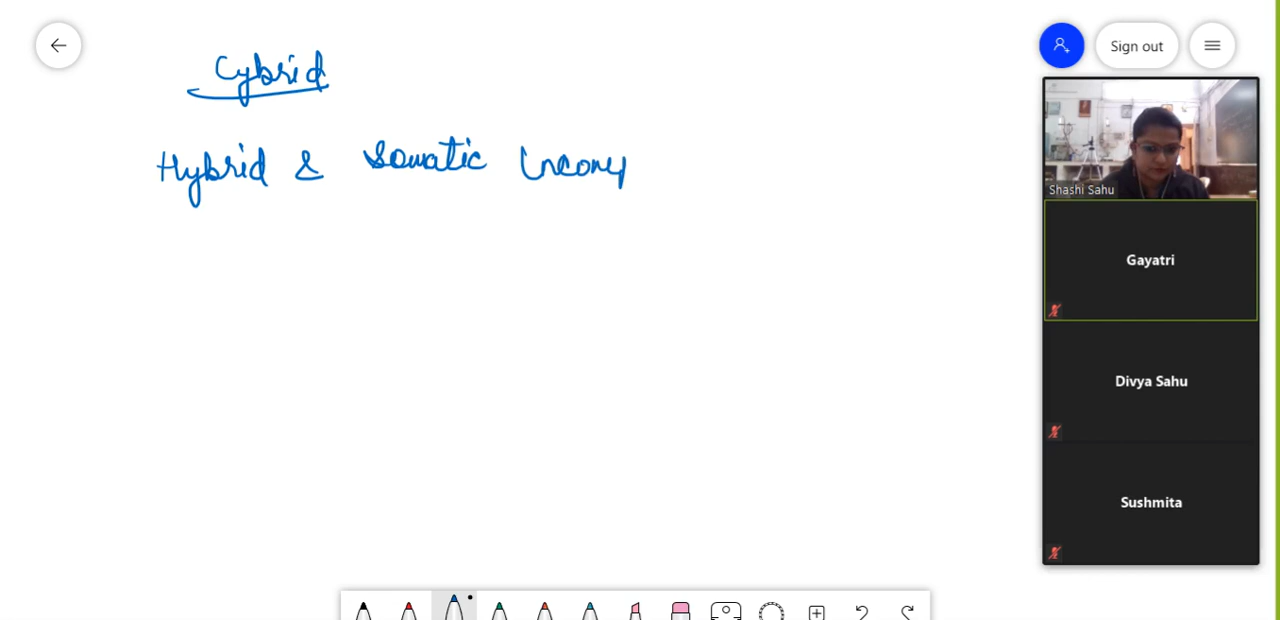 Sign out
Cybrid
Hybrid & Somatic
Shashi Sahu
Gayatri
Divya Sahu
Sushmita